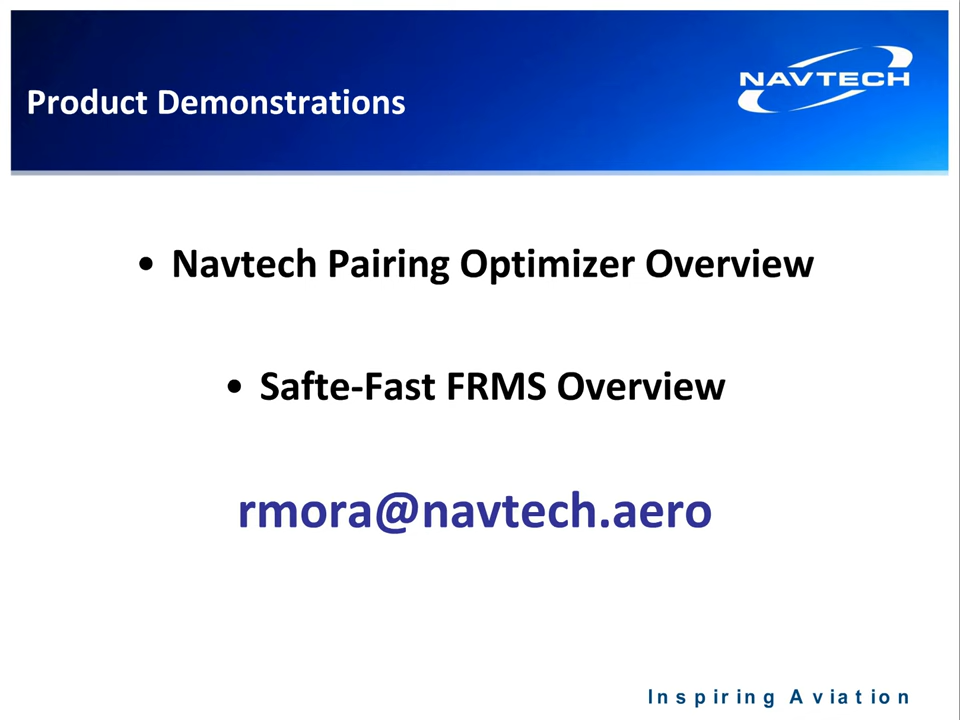 Product Demonstrations
NAVTECH
• Navtech Pairing Optimizer Overview
• Safte-Fast FRMS Overview
rmora@navtech.aero
Inspiring Aviation